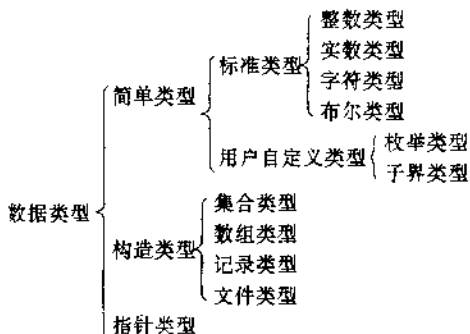 整数类型
实数类型
标准类型
字符类型
简单类型
布尔类型
用户自定义类型
枚举类型
子界类型
数据类型
集合类型
数组类型
构造类型
记录类型
文件类型
指针类型